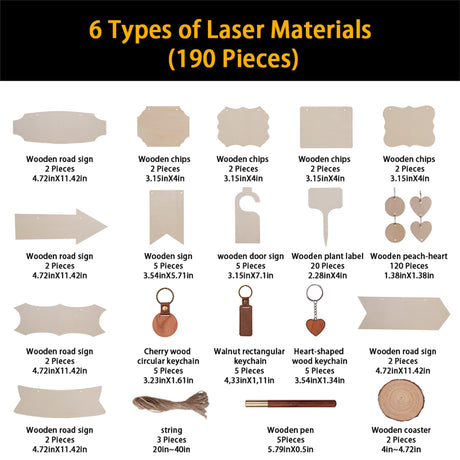 6 Types of Laser Materials
(190 Pieces)
Wooden road sign
2 Pieces
4.72inX11.42in
Wooden chips
2 Pieces
3.15inX4in
Wooden chips
2 Pieces
3.15inX4in
Wooden chips
2 Pieces
3.15inX4in
Wooden chips
2 Pieces
3.15inX4in
Wooden road sign
2 Pieces
4.72inX11.42in
Wooden sign
5 Pieces
3.54inX5.71in
wooden door sign
5 Pieces
3.15inX7.1in
Wooden plant label
20 Pieces
2.28inX4in
Wooden peach-heart
120 Pieces
1.38inX1.38in
Wooden road sign
2 Pieces
4.72inX11.42in
Cherry wood
circular keychain
5 Pieces
3.23inX1.61in
Walnut rectangular
keychain
5 Pieces
4,33inX1,11in
Heart-shaped
wood keychain
5 Pieces
3.54inX1.34in
Wooden road sign
2 Pieces
4.72inX11.42in
Wooden road sign
2 Pieces
4.72inX11.42in
string
3 Pieces
20in~40in
Wooden pen
5Pieces
5.79inX0.5in
Wooden coaster
2 Pieces
4in~4.72in